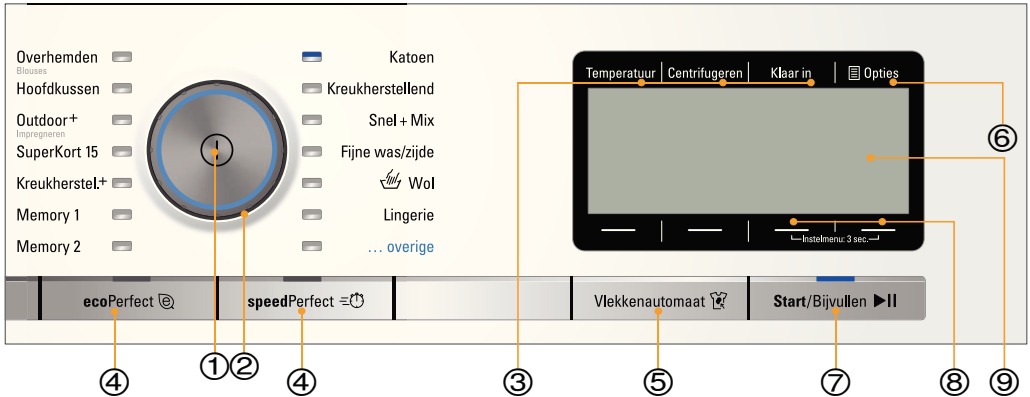 Overhemden
Blouses
Hoofdkussen
Outdoor+
Impregneren
SuperKort 15
Kreukherstel.+
Memory 1
Memory 2
Katoen
Kreukherstellend
Snel + Mix
Fijne was/zijde
Wol
Lingerie
... overige
Temperatuur Centrifugeren Klaar in Opties
Instelmenu: 3 sec.
ecoPerfect speedPerfect Vlekkenautomaat Start/Bijvullen
④ ① ② ④ ③ ⑤ ⑦ ⑧ ⑨
⑥